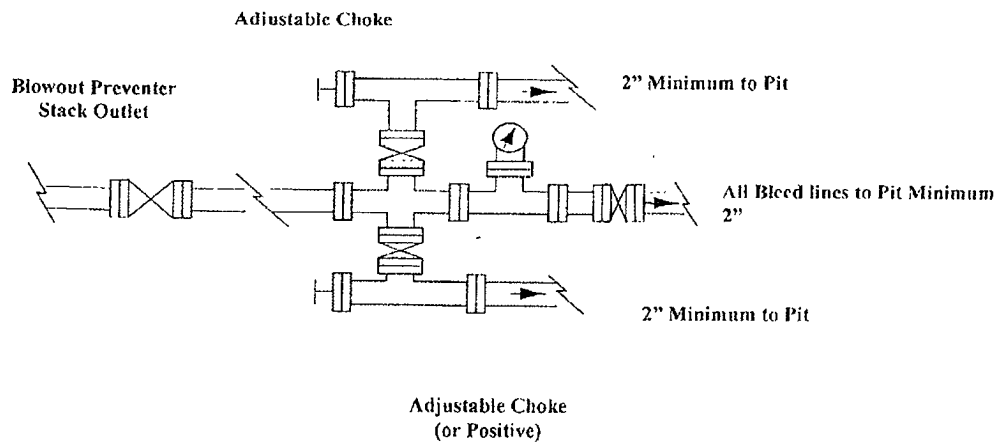 Adjustable Choke
Blowout Preventer
Stack Outlet
2" Minimum to Pit
All Bleed lines to Pit Minimum
2"
2" Minimum to Pit
Adjustable Choke
(or Positive)